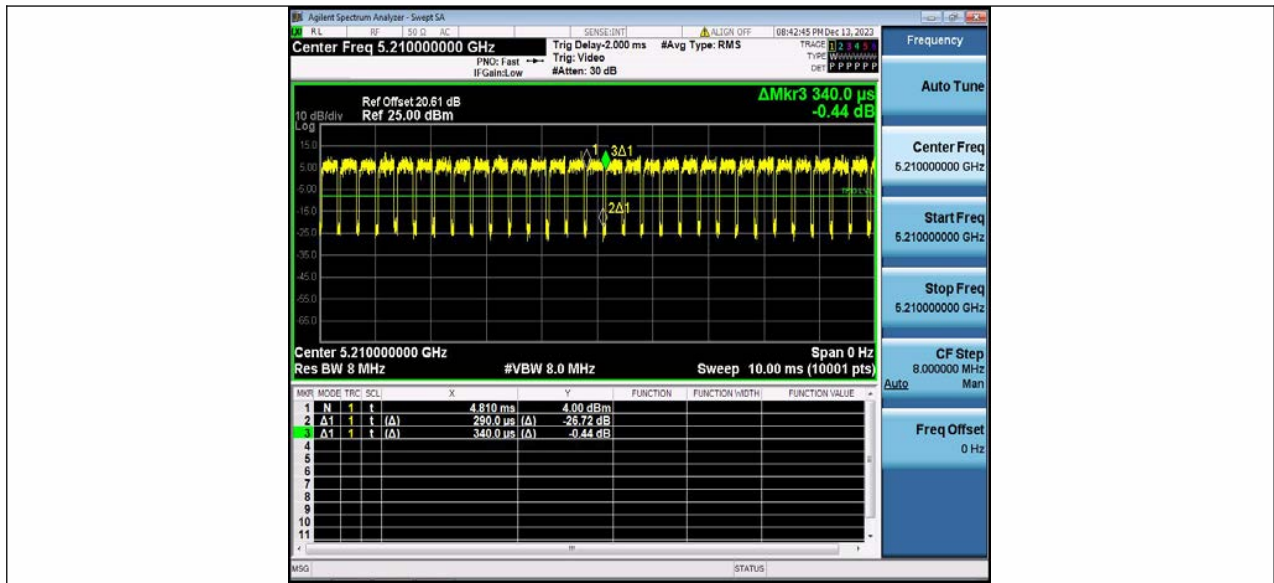 Agilent Spectrum Analyzer - Swept SA
RL RF 50 Ω AC SENSE:INT ALIGN OFF 08:42:45 PM Dec 13, 2023
Center Freq 5.210000000 GHz
PNO: Fast
IFGain:Low
Trig Delay-2.000 ms
Trig: Video
#Atten: 30 dB
#Avg Type: RMS
TRACE 1 2 3 4 5 6
TYPE WWWWWW
DET P P P P P P
ΔMkr3 340.0 µs
-0.44 dB
Ref Offset 20.61 dB
10 dB/div Ref 25.00 dBm
Log
15.0
5.00
-5.00
-15.0
-25.0
-35.0
-45.0
-55.0
-65.0
1
3Δ1
2Δ1
TRIG LVL
Center 5.210000000 GHz Span 0 Hz
Res BW 8 MHz #VBW 8.0 MHz Sweep 10.00 ms (10001 pts)
MKR MODE TRC SCL X Y FUNCTION FUNCTION WIDTH FUNCTION VALUE
1 N 1 t 4.810 ms 4.00 dBm
2 Δ1 1 t (Δ) 290.0 µs (Δ) -26.72 dB
3 Δ1 1 t (Δ) 340.0 µs (Δ) -0.44 dB
4
5
6
7
8
9
10
11
MSG STATUS
Frequency
Auto Tune
Center Freq
5.210000000 GHz
Start Freq
5.210000000 GHz
Stop Freq
5.210000000 GHz
CF Step
8.000000 MHz
Auto Man
Freq Offset
0 Hz